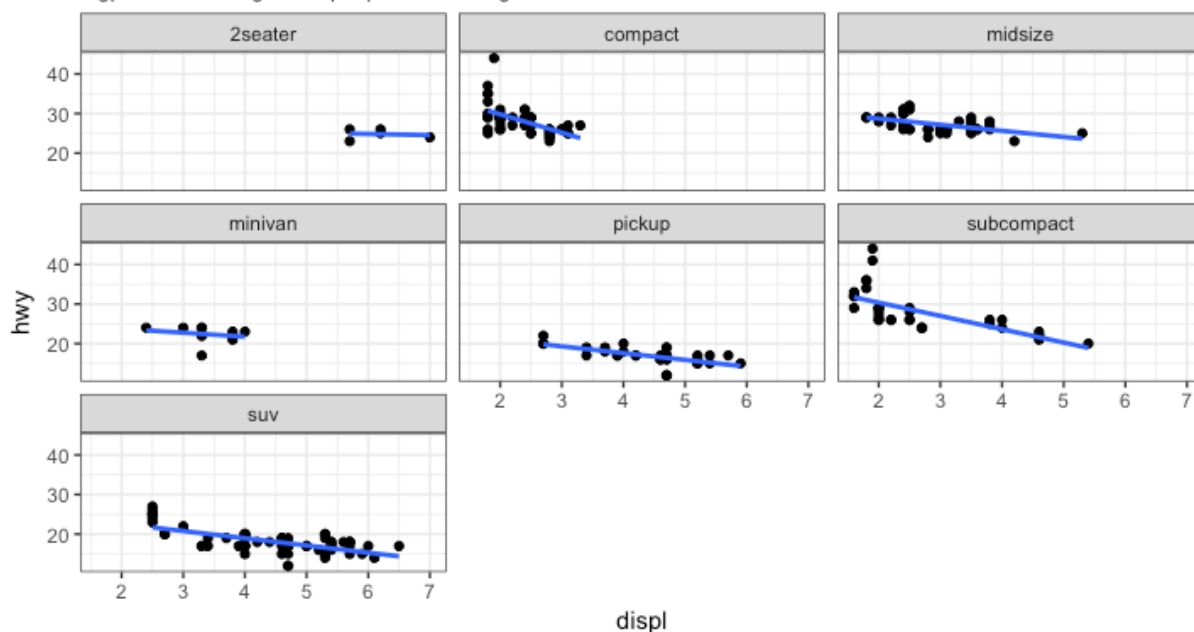 2seater compact midsize
40
30
20
minivan pickup subcompact
40
30
20
hwy
2 3 4 5 6 7 2 3 4 5 6 7
suv
40
30
20
2 3 4 5 6 7
displ